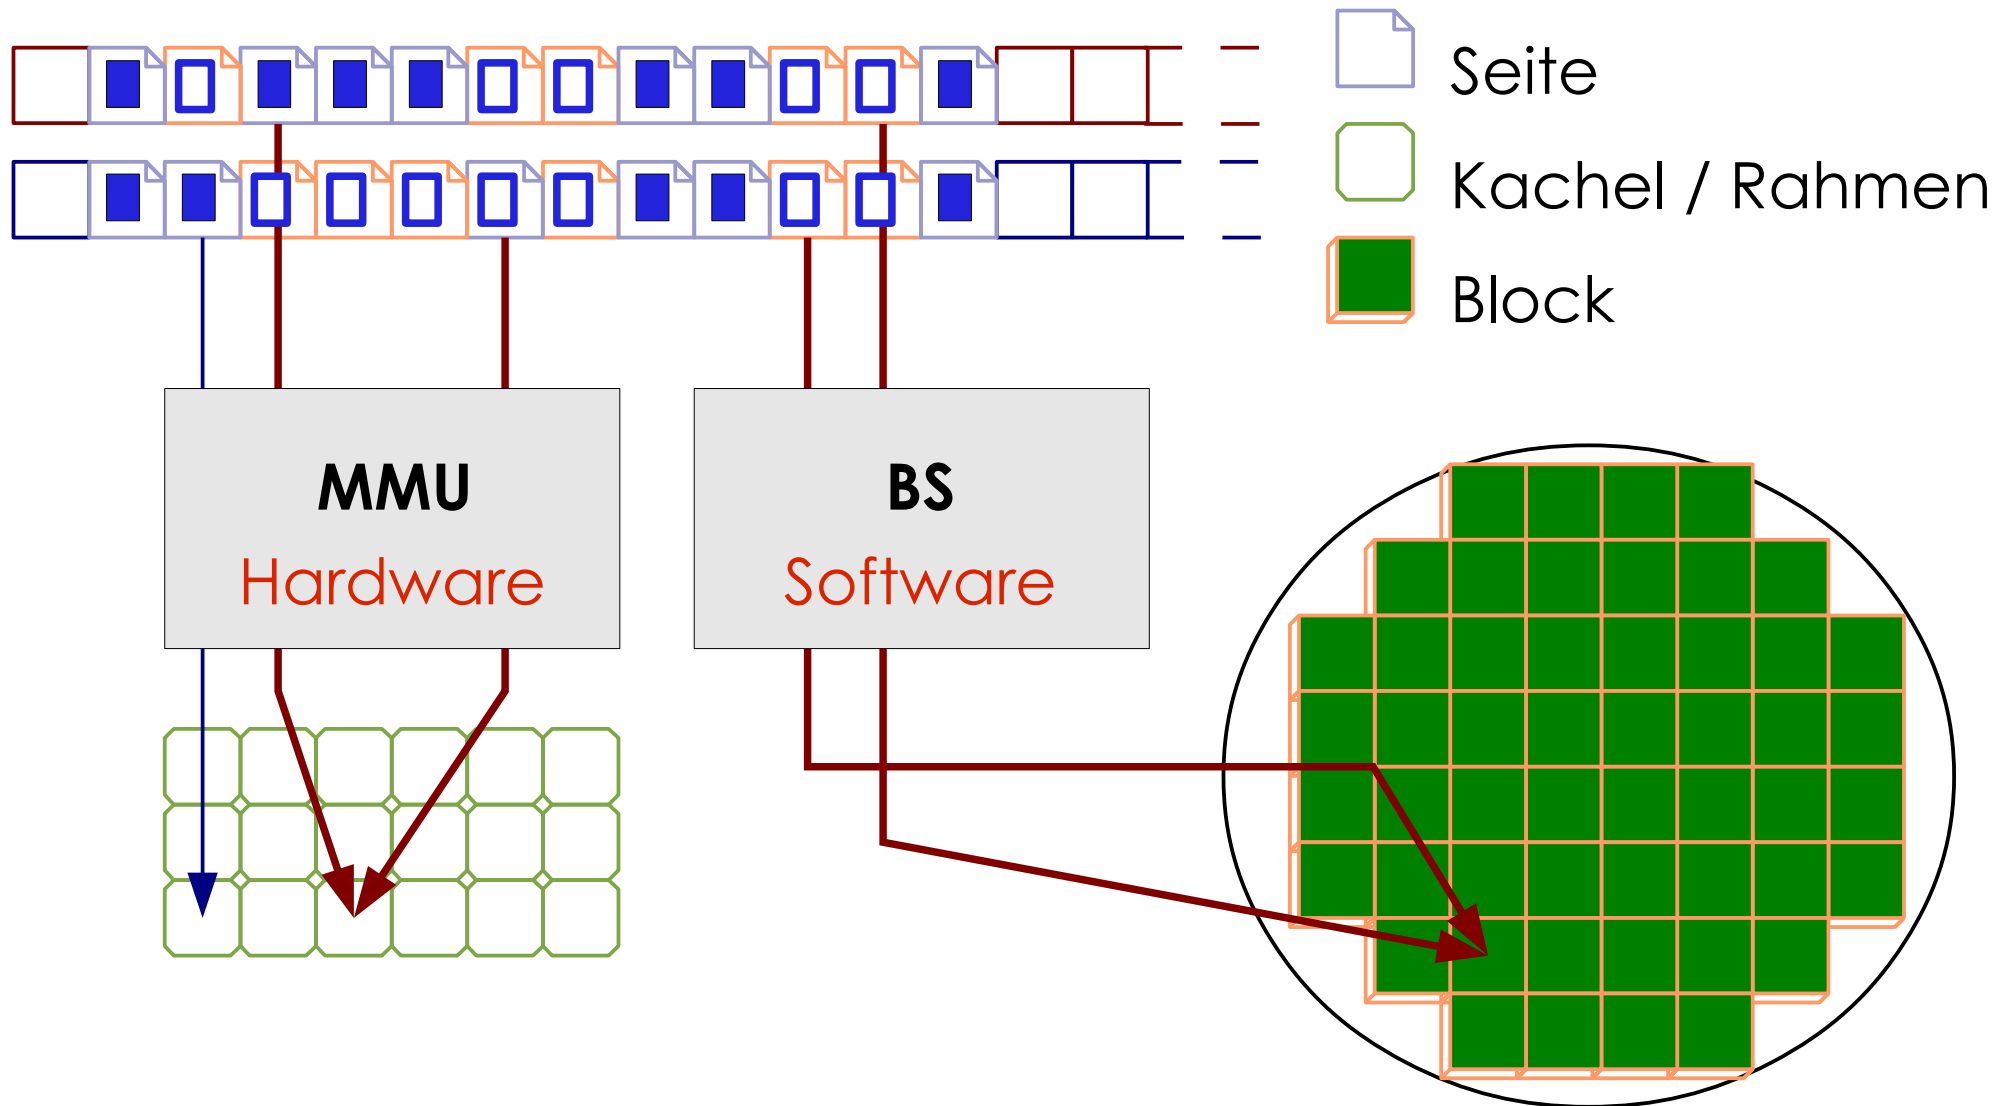 Seite
Kachel / Rahmen
Block
MMU
Hardware
BS
Software